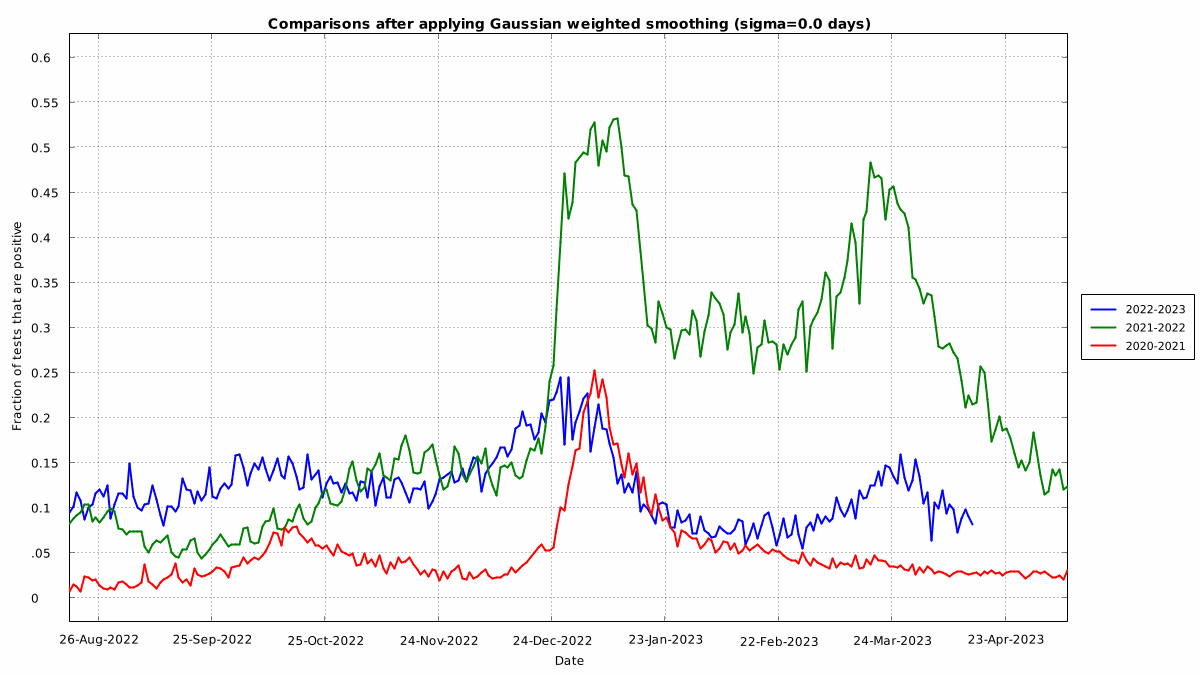 Comparisons after applying Gaussian weighted smoothing (sigma=0.0 days)
0.6
0.55
0.5
0.45
0.4
0.35
0.3
0.25
0.2
0.15
0.1
.05
0
Fraction of tests that are positive
26-Aug-2022
25-Sep-2022
25-Oct-2022
24-Nov-2022
24-Dec-2022
23-Jan-2023
22-Feb-2023
24-Mar-2023
23-Apr-2023
Date
2022-2023
2021-2022
2020-2021